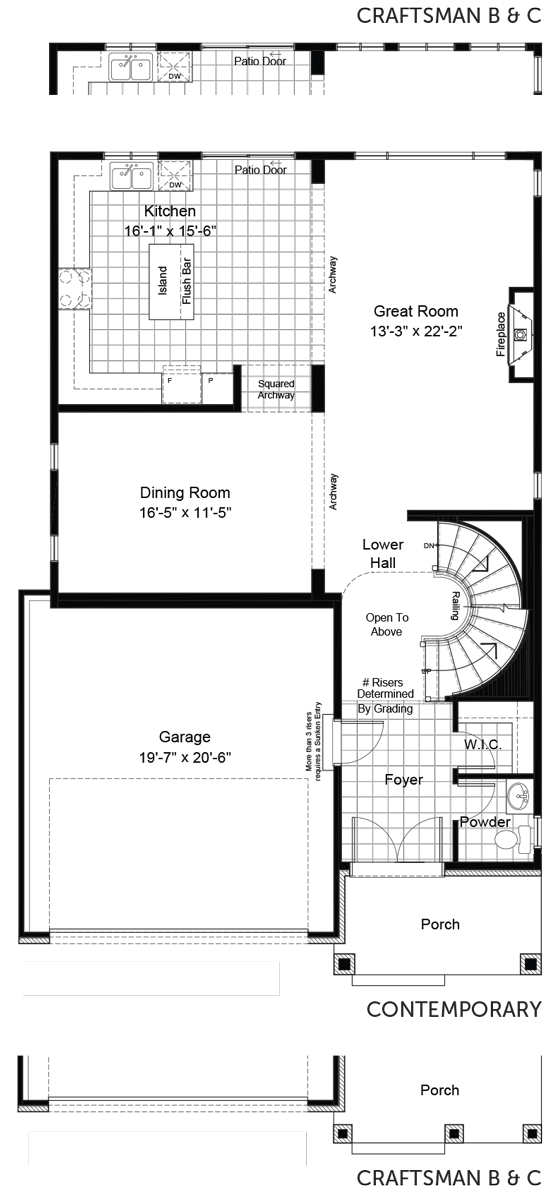 CRAFTSMAN B & C
Patio Door
DW
Patio Door
DW
Kitchen
16'-1" x 15'-6"
Island
Flush Bar
Archway
Great Room
13'-3" x 22'-2"
Fireplace
F
P
Squared
Archway
Dining Room
16'-5" x 11'-5"
Archway
Lower
Hall
DN
Railing
Open To
Above
UP
# Risers
Determined
By Grading
More than 3 risers
requires a Sunken Entry
Garage
19'-7" x 20'-6"
W.I.C.
Foyer
Powder
Porch
CONTEMPORARY
Porch
CRAFTSMAN B & C